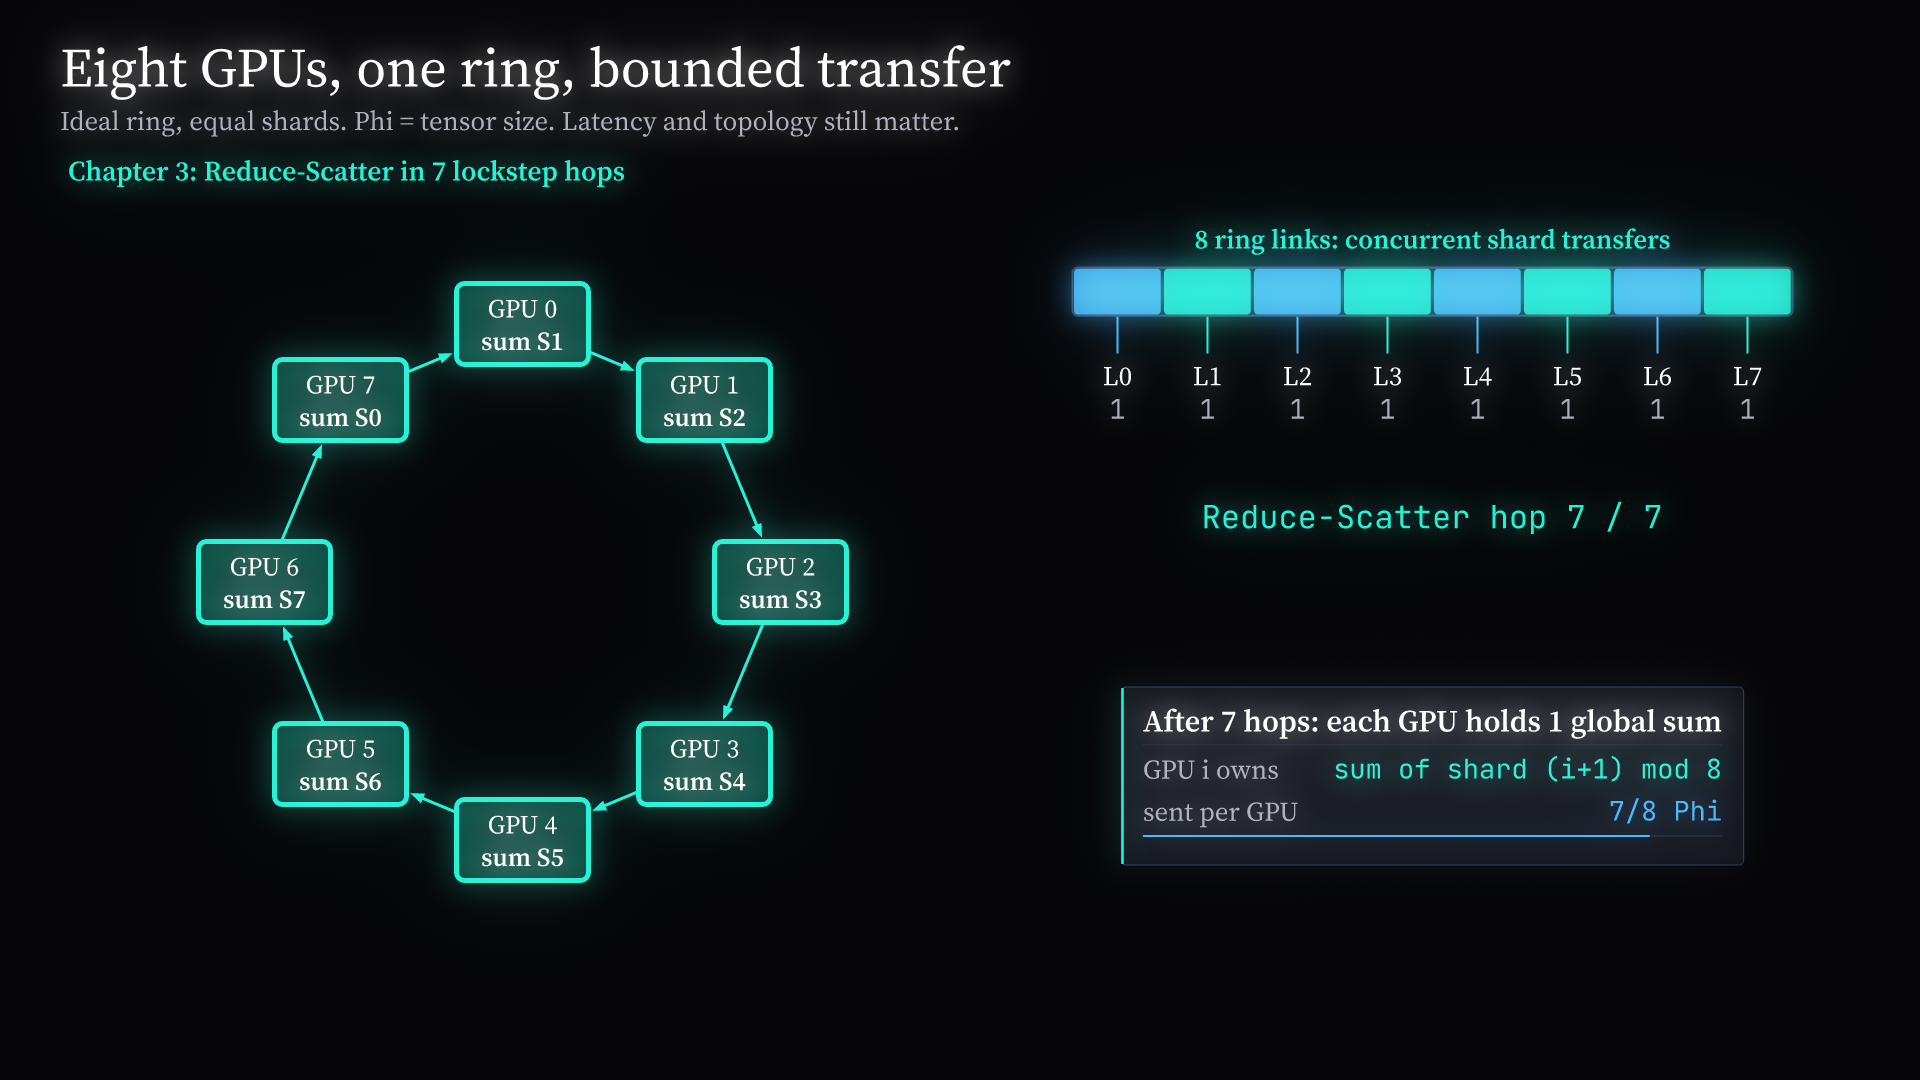 Eight GPUs, one ring, bounded transfer
Ideal ring, equal shards. Phi = tensor size. Latency and topology still matter.
Chapter 3: Reduce-Scatter in 7 lockstep hops
GPU 0
sum S1
GPU 1
sum S2
GPU 2
sum S3
GPU 3
sum S4
GPU 4
sum S5
GPU 5
sum S6
GPU 6
sum S7
GPU 7
sum S0
8 ring links: concurrent shard transfers
L0 L1 L2 L3 L4 L5 L6 L7
1 1 1 1 1 1 1 1
Reduce-Scatter hop 7 / 7
After 7 hops: each GPU holds 1 global sum
GPU i owns sum of shard (i+1) mod 8
sent per GPU 7/8 Phi